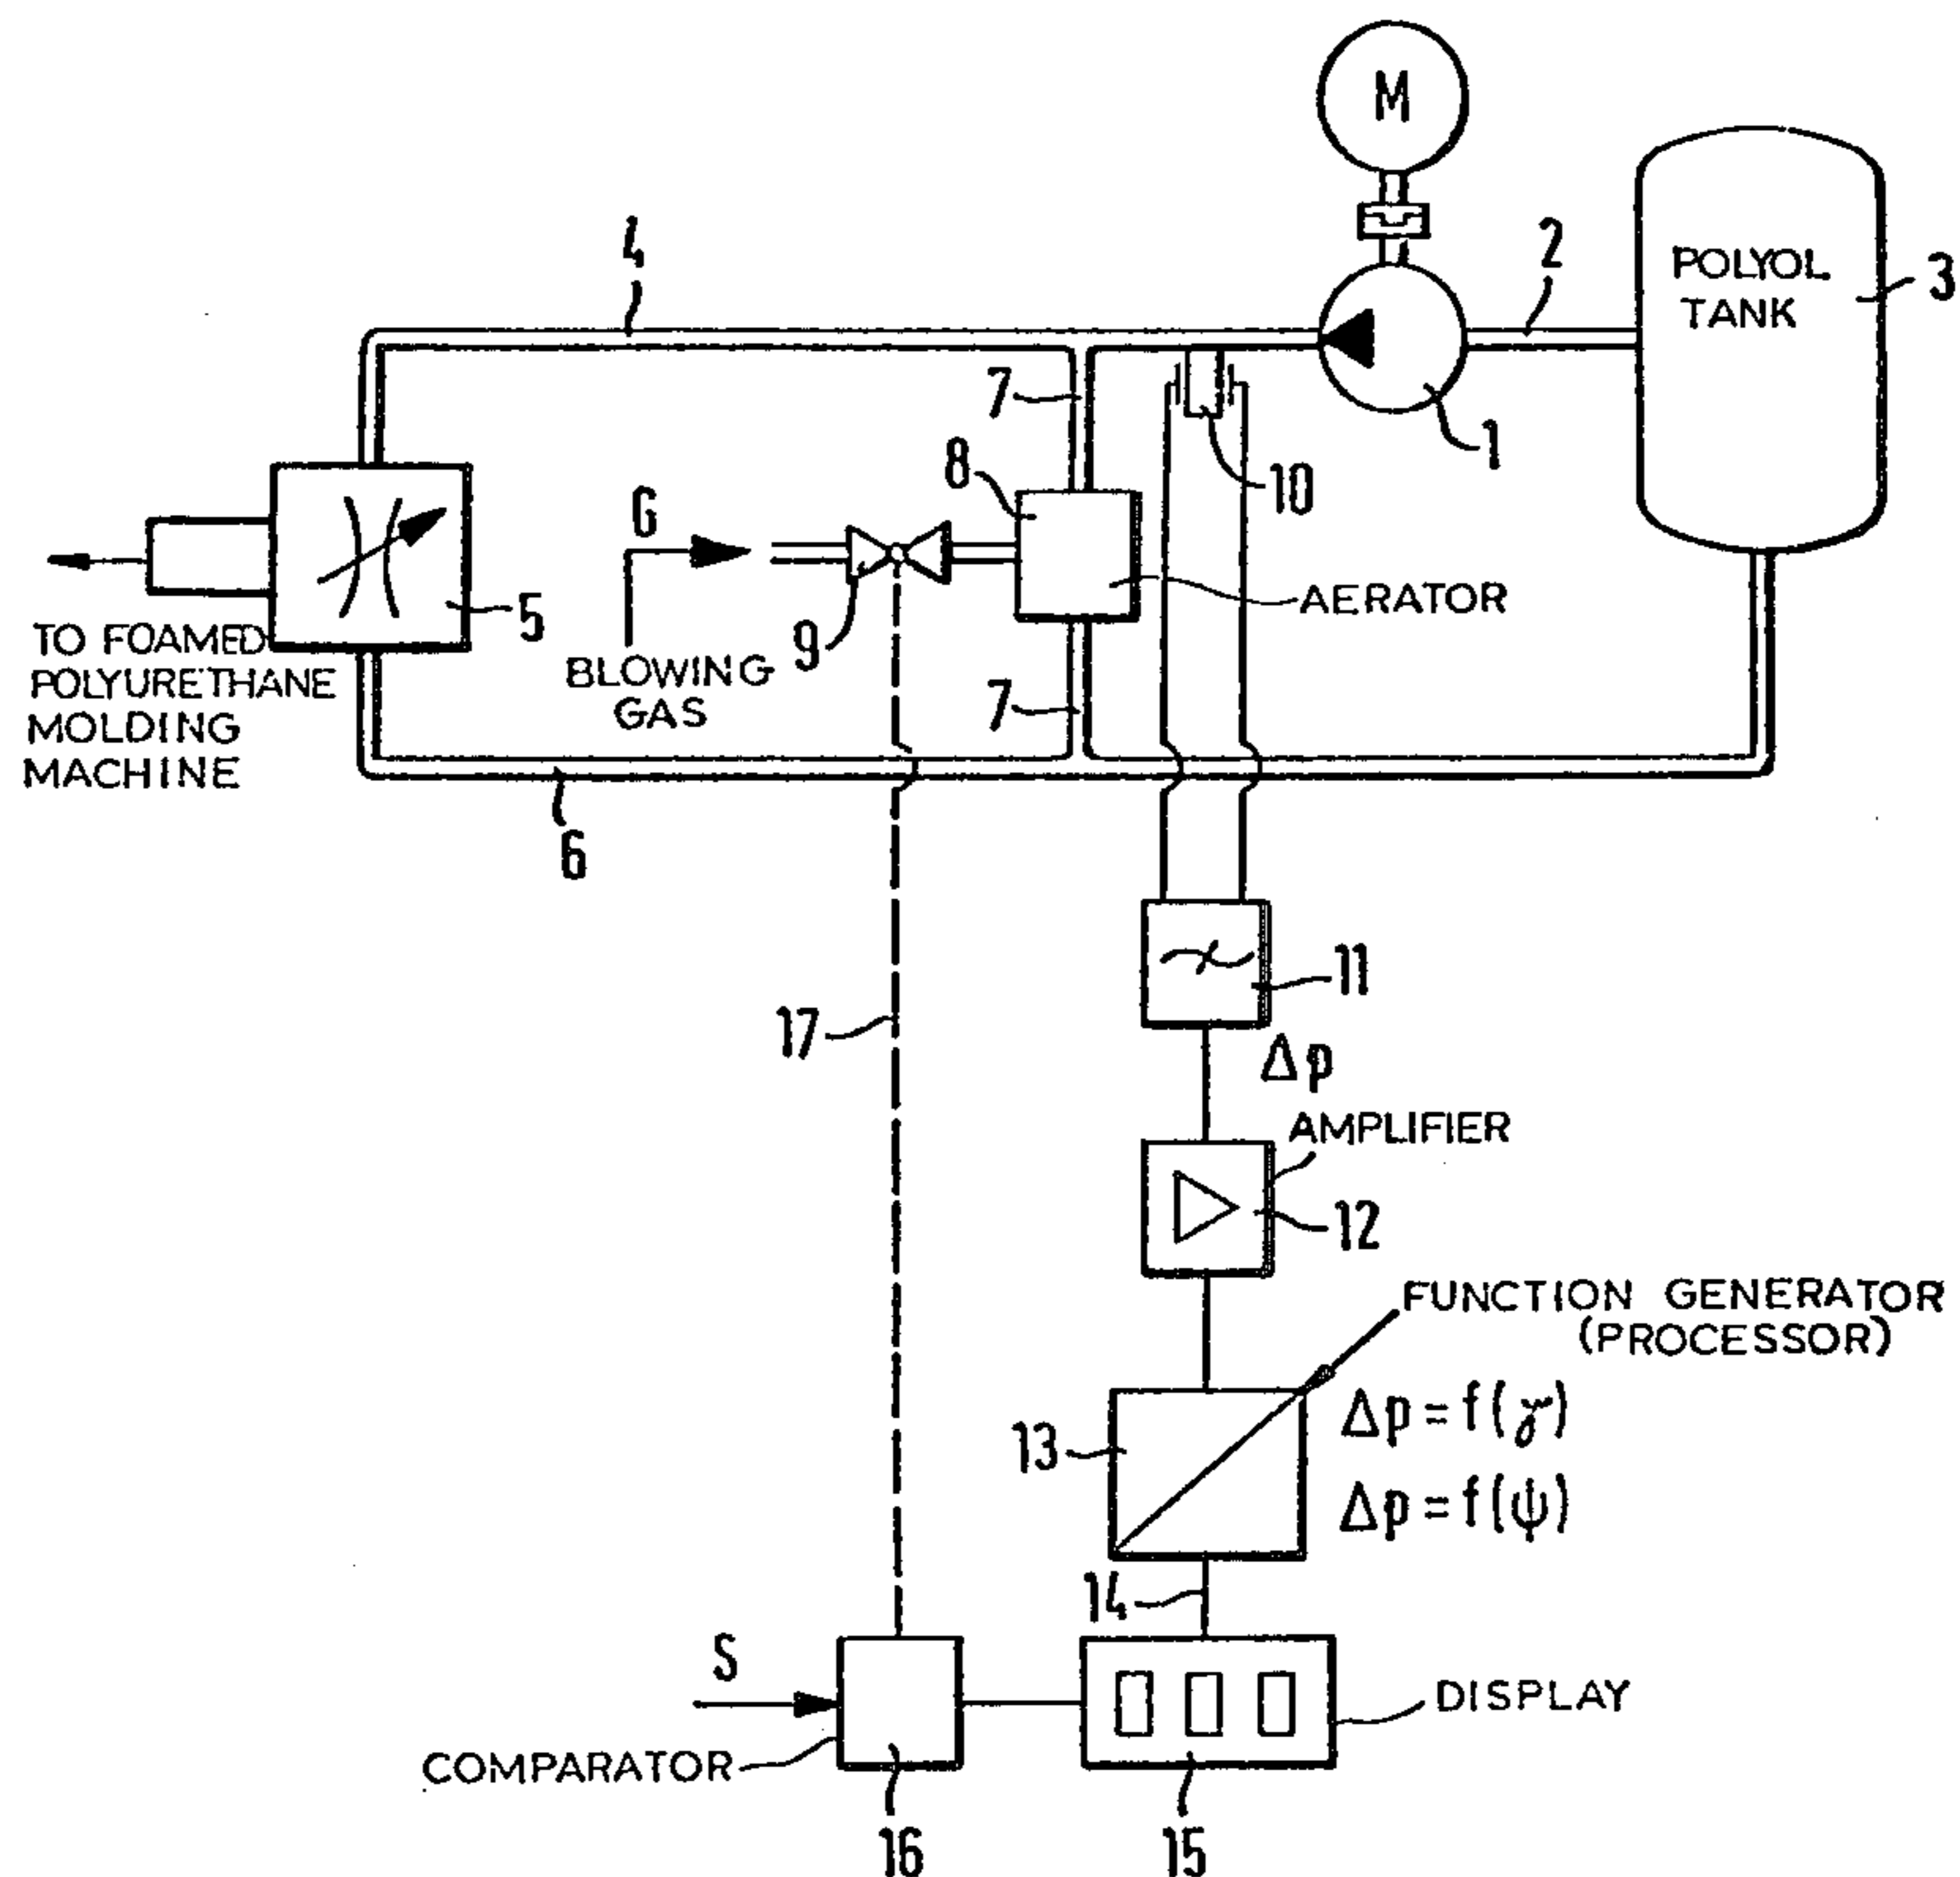 M
POLYOL
TANK
3
2
4
1
7
10
8
G
AERATOR
9
BLOWING
GAS
5
TO FOAMED
POLYURETHANE
MOLDING
MACHINE
7
6
11
17
Δp
AMPLIFIER
12
FUNCTION GENERATOR
(PROCESSOR)
13
Δp = f(γ)
Δp = f(ψ)
14
S
DISPLAY
COMPARATOR
16
15